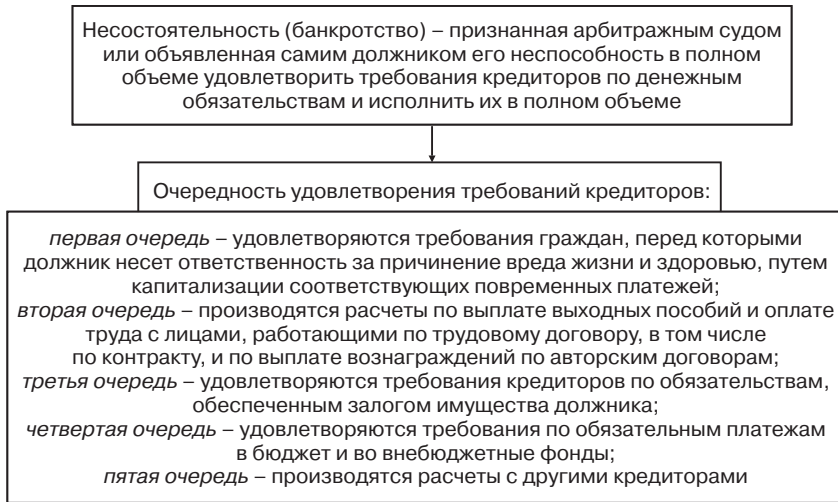 Несостоятельность (банкротство) – признанная арбитражным судом
или объявленная самим должником его неспособность в полном
объеме удовлетворить требования кредиторов по денежным
обязательствам и исполнить их в полном объеме
Очередность удовлетворения требований кредиторов:
первая очередь – удовлетворяются требования граждан, перед которыми
должник несет ответственность за причинение вреда жизни и здоровью, путем
капитализации соответствующих повременных платежей;
вторая очередь – производятся расчеты по выплате выходных пособий и оплате
труда с лицами, работающими по трудовому договору, в том числе
по контракту, и по выплате вознаграждений по авторским договорам;
третья очередь – удовлетворяются требования кредиторов по обязательствам,
обеспеченным залогом имущества должника;
четвертая очередь – удовлетворяются требования по обязательным платежам
в бюджет и во внебюджетные фонды;
пятая очередь – производятся расчеты с другими кредиторами